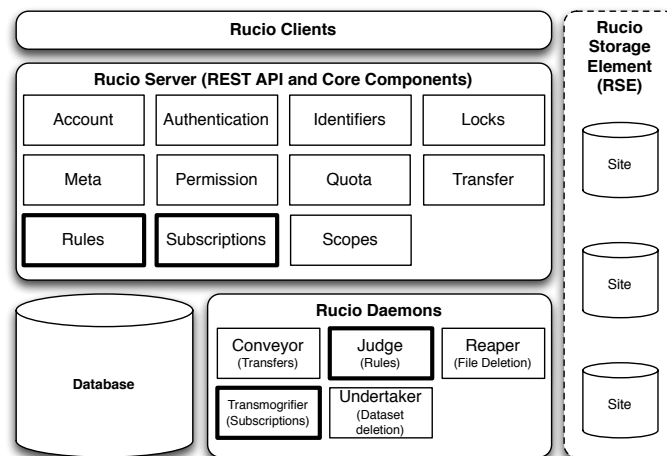 Rucio Clients
Rucio Server (REST API and Core Components)
Account
Authentication
Identifiers
Locks
Meta
Permission
Quota
Transfer
Rules
Subscriptions
Scopes
Database
Rucio Daemons
Conveyor
(Transfers)
Judge
(Rules)
Reaper
(File Deletion)
Transmogrifier
(Subscriptions)
Undertaker
(Dataset
deletion)
Rucio
Storage
Element
(RSE)
Site
Site
Site